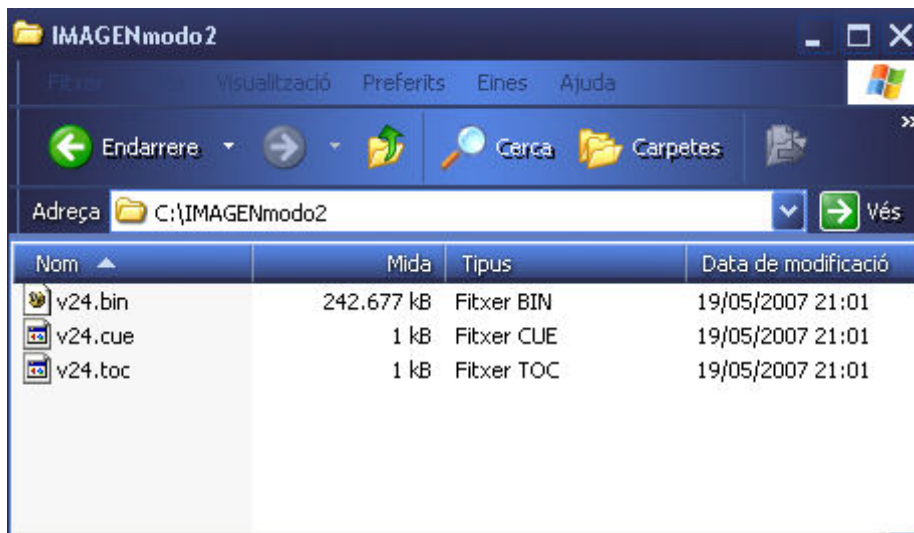 IMAGENmodo2
Fitxer Visualització Preferits Eines Ajuda
Endarrere Cerca Carpetes »
Adreça C:\IMAGENmodo2 Vés
Nom Mida Tipus Data de modificació
v24.bin 242.677 kB Fitxer BIN 19/05/2007 21:01
v24.cue 1 kB Fitxer CUE 19/05/2007 21:01
v24.toc 1 kB Fitxer TOC 19/05/2007 21:01